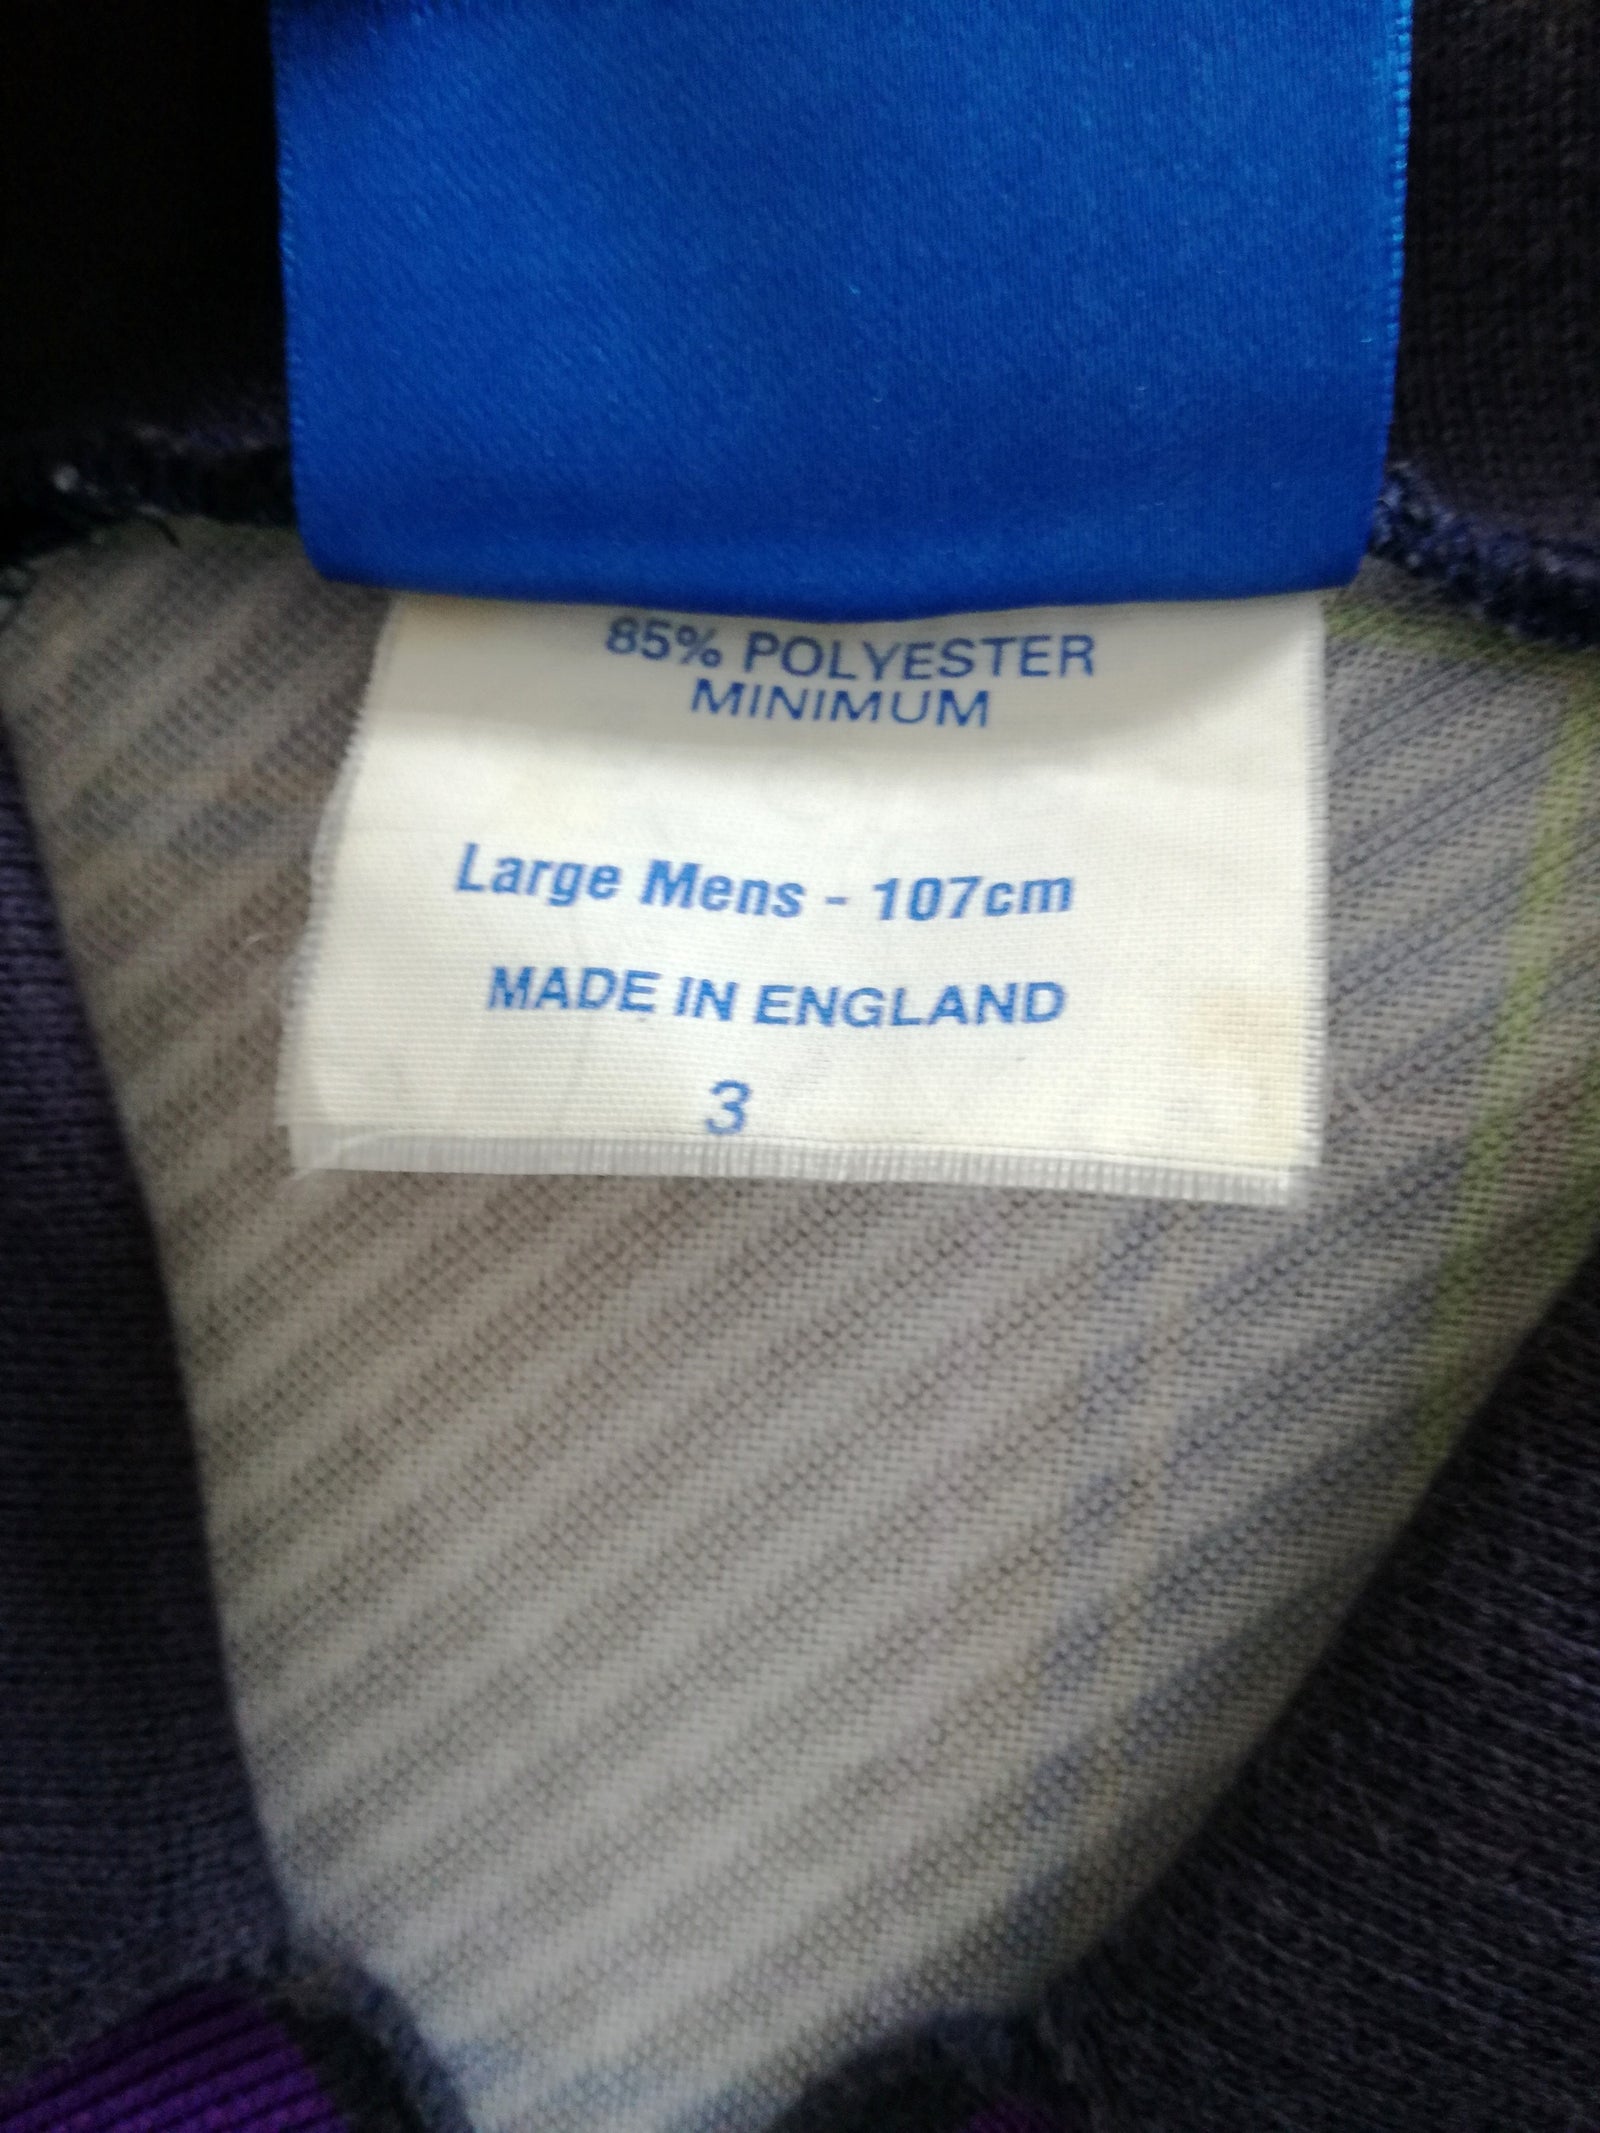 85% POLYESTER
MINIMUM
Large Mens - 107cm
MADE IN ENGLAND
3